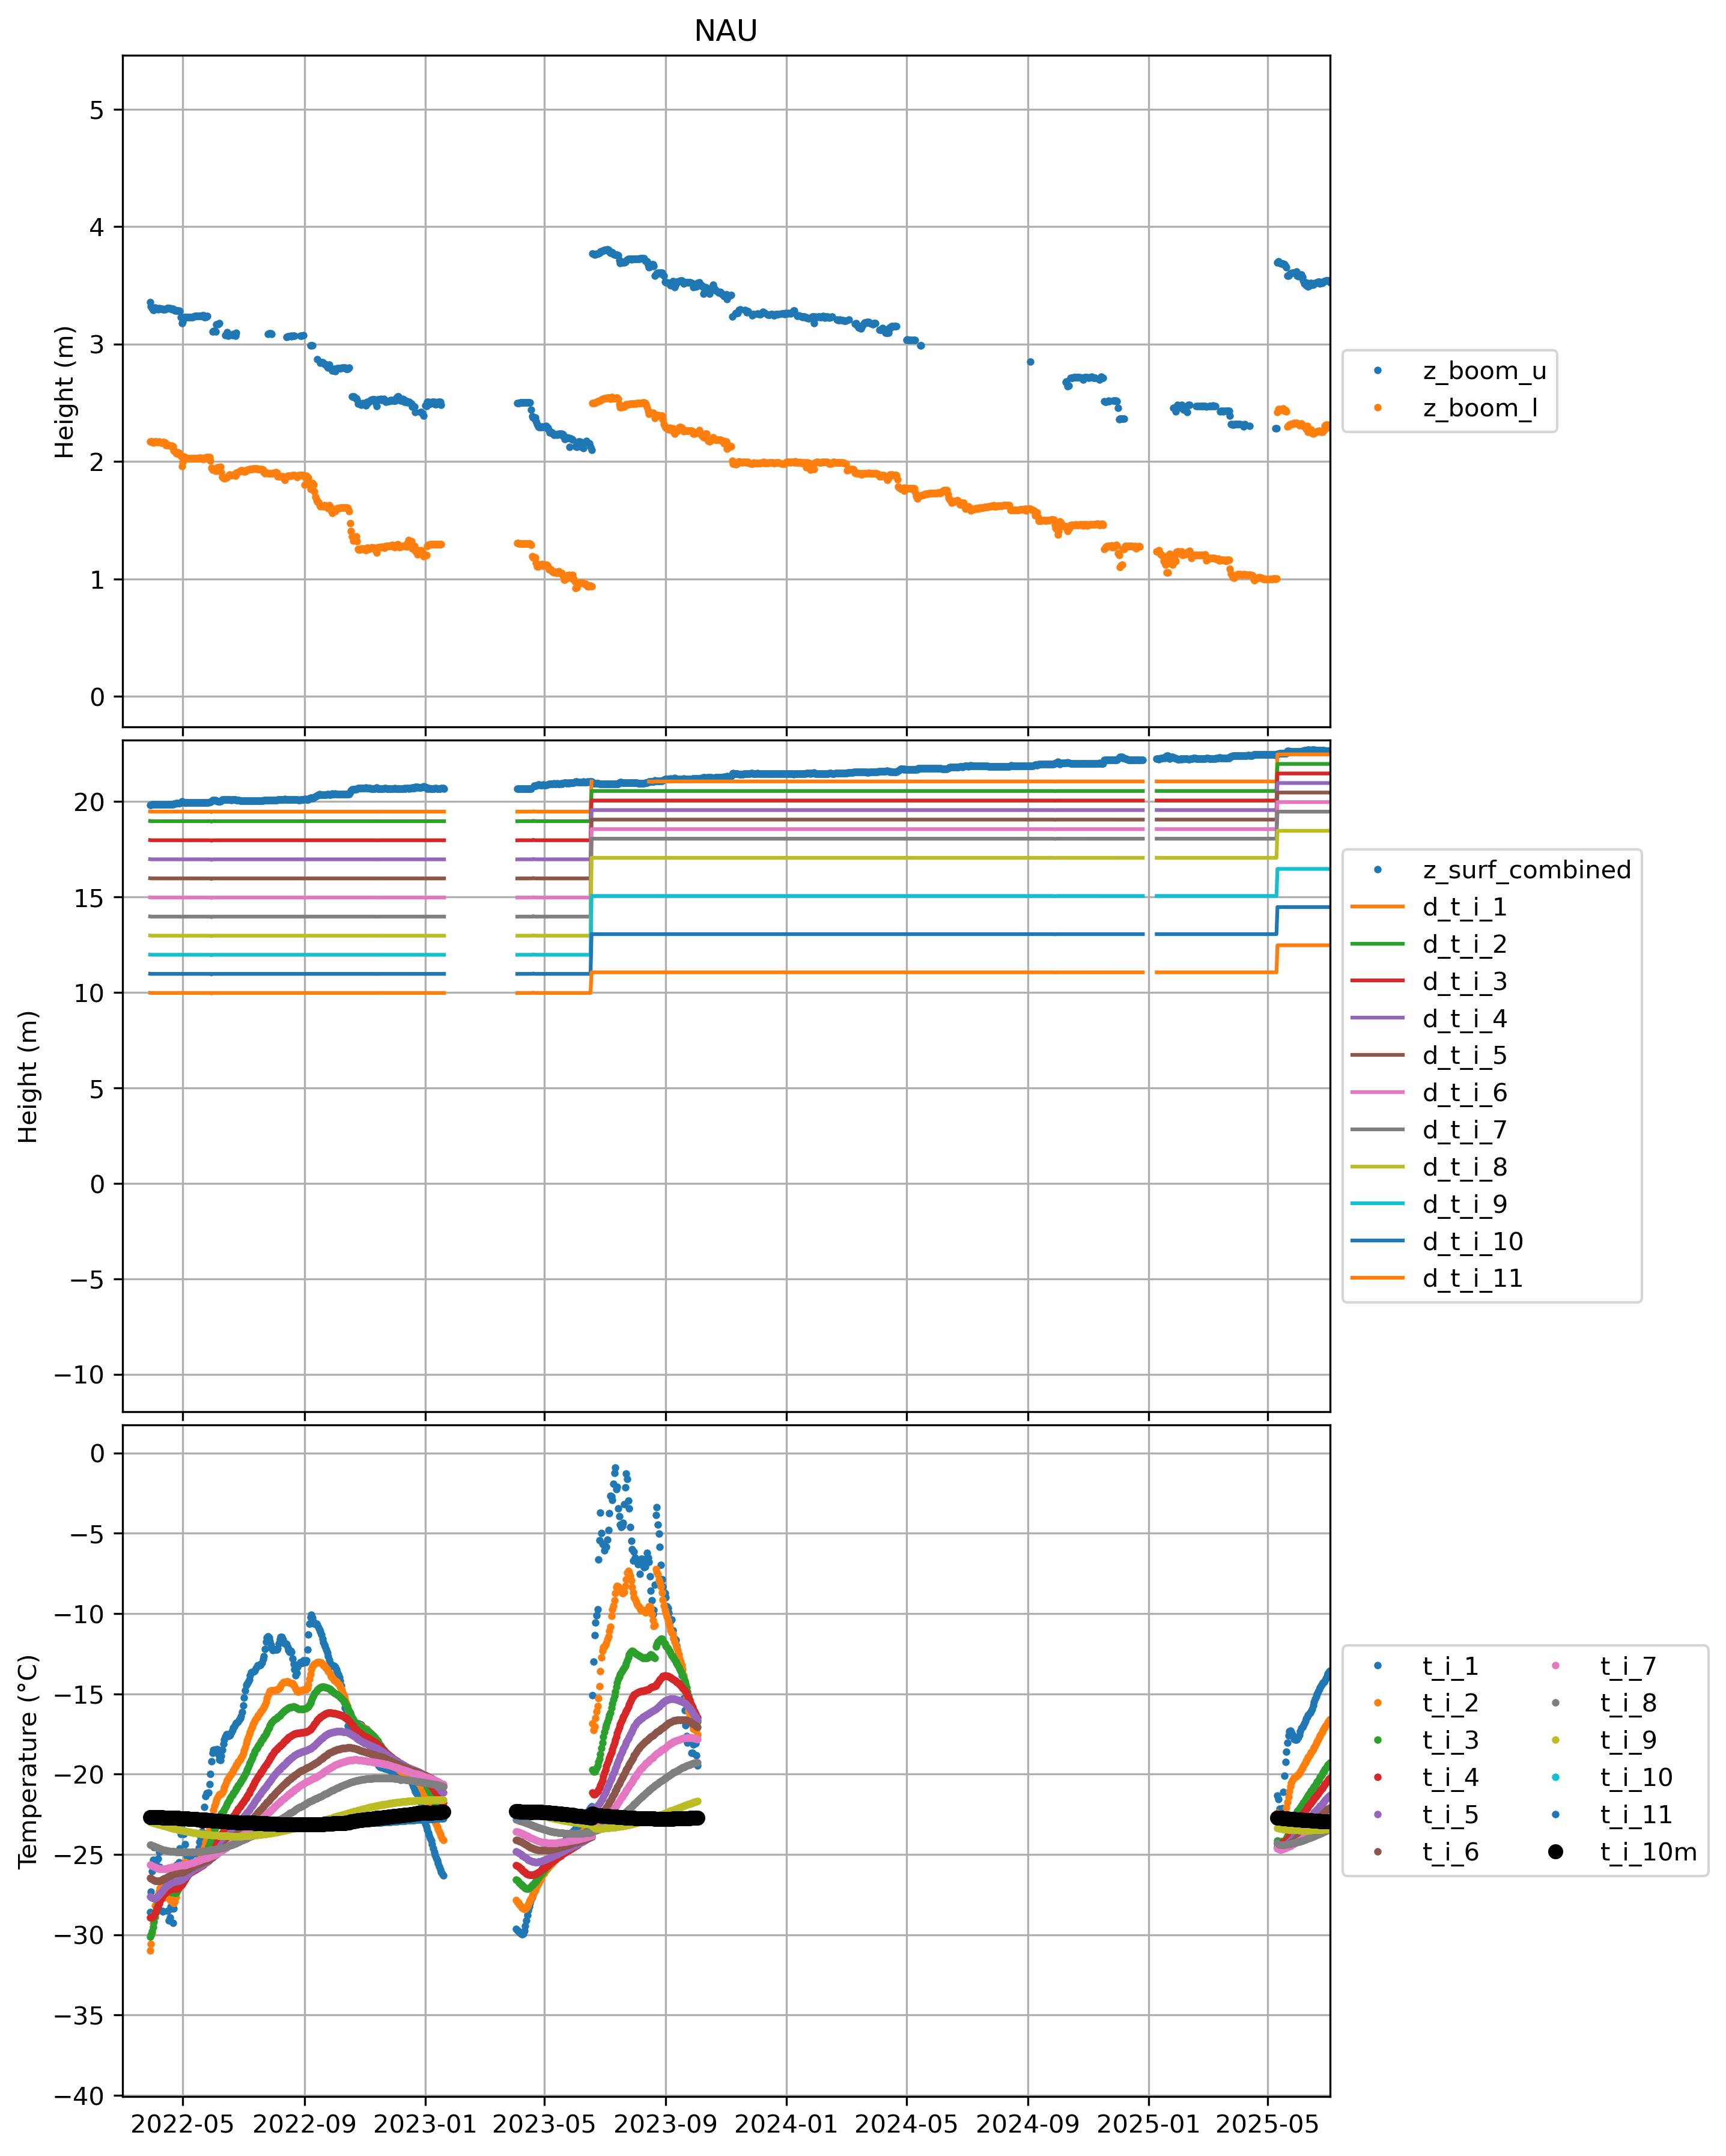 NAU
5
4
3
2
1
0
Height (m)
z_boom_u
z_boom_l
20
15
10
5
0
−5
−10
Height (m)
z_surf_combined
d_t_i_1
d_t_i_2
d_t_i_3
d_t_i_4
d_t_i_5
d_t_i_6
d_t_i_7
d_t_i_8
d_t_i_9
d_t_i_10
d_t_i_11
0
−5
−10
−15
−20
−25
−30
−35
−40
Temperature (°C)
t_i_1 t_i_7
t_i_2 t_i_8
t_i_3 t_i_9
t_i_4 t_i_10
t_i_5 t_i_11
t_i_6 t_i_10m
2022-05 2022-09 2023-01 2023-05 2023-09 2024-01 2024-05 2024-09 2025-01 2025-05